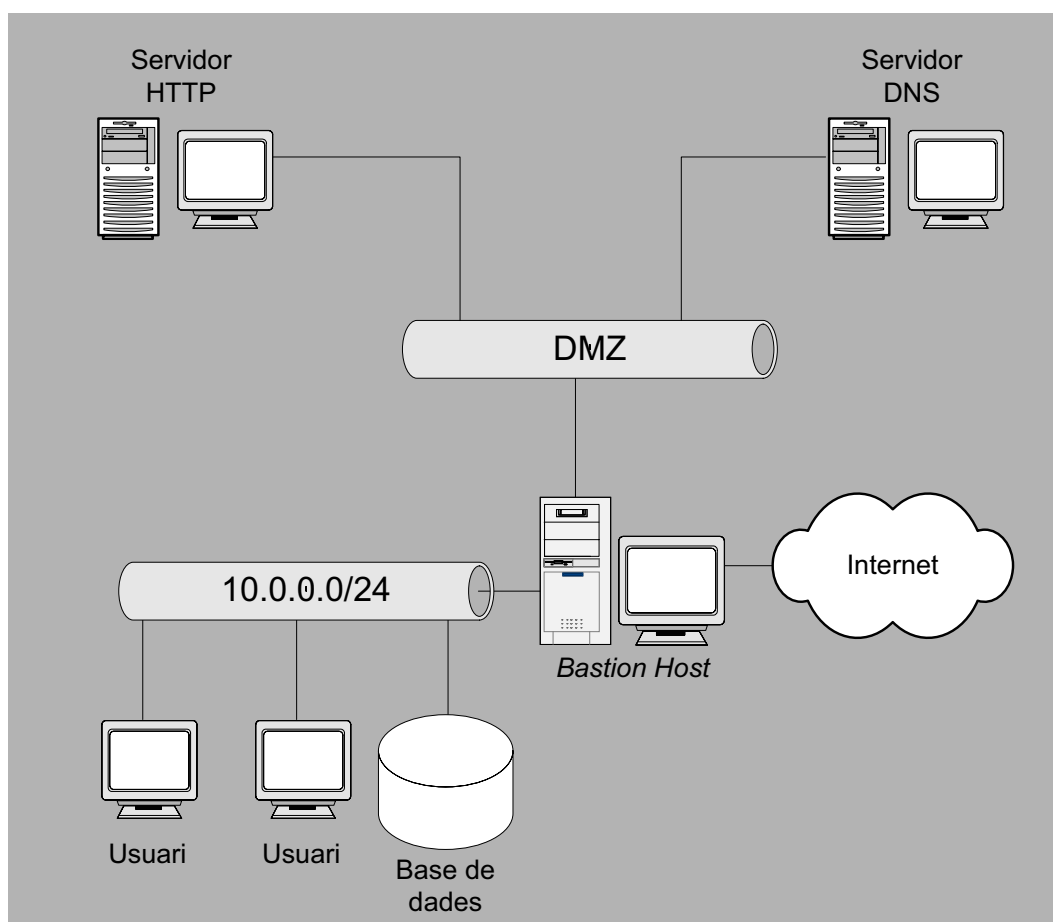 Servidor
HTTP
Servidor
DNS
DMZ
Internet
10.0.0.0/24
Bastion Host
Usuari
Usuari
Base de
dades